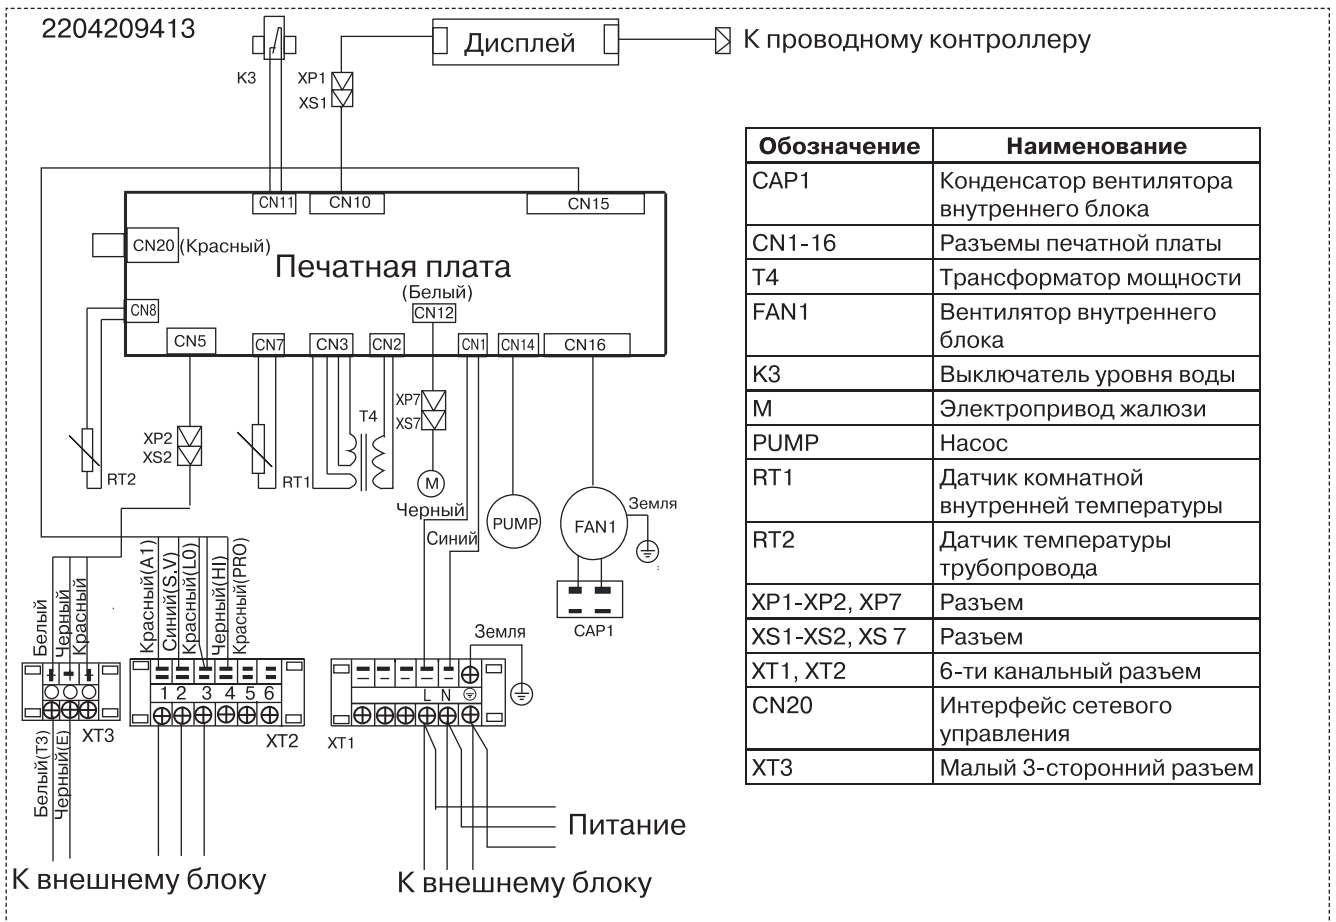 2204209413
K3
XP1
XS1
Дисплей
К проводному контроллеру
CN11
CN10
CN15
CN20
(Красный)
Печатная плата
(Белый)
CN12
CN8
CN5
CN7
CN3
CN2
CN1
CN14
CN16
XP7
XS7
T4
XP2
XS2
RT2
RT1
M
Черный
Синий
PUMP
FAN1
Земля
CAP1
Белый
Черный
Красный
Красный(A1)
Синий(S.V)
Красный(L0)
Черный(HI)
Красный(PRO)
Земля
1 2 3 4 5 6
L N
XT3
XT2
XT1
Белый(T3)
Черный(E)
Питание
К внешнему блоку
К внешнему блоку
Обозначение Наименование
CAP1 Конденсатор вентилятора
внутреннего блока
CN1-16 Разъемы печатной платы
T4 Трансформатор мощности
FAN1 Вентилятор внутреннего
блока
K3 Выключатель уровня воды
M Электропривод жалюзи
PUMP Насос
RT1 Датчик комнатной
внутренней температуры
RT2 Датчик температуры
трубопровода
XP1-XP2, XP7 Разъем
XS1-XS2, XS 7 Разъем
XT1, XT2 6-ти канальный разъем
CN20 Интерфейс сетевого
управления
XT3 Малый 3-сторонний разъем